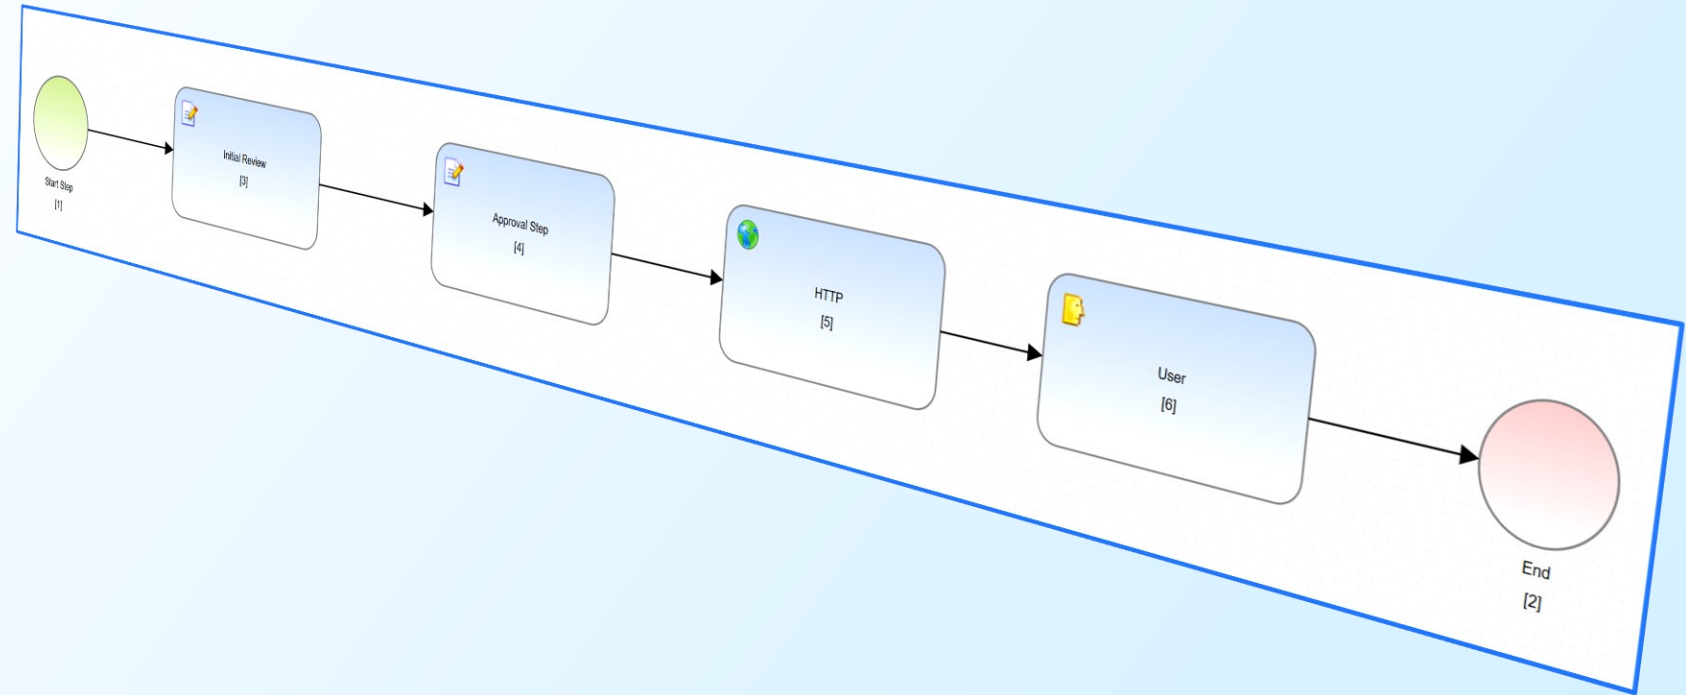 Start Step
[1]
Initial Review
[3]
Approval Step
[4]
HTTP
[5]
User
[6]
End
[2]